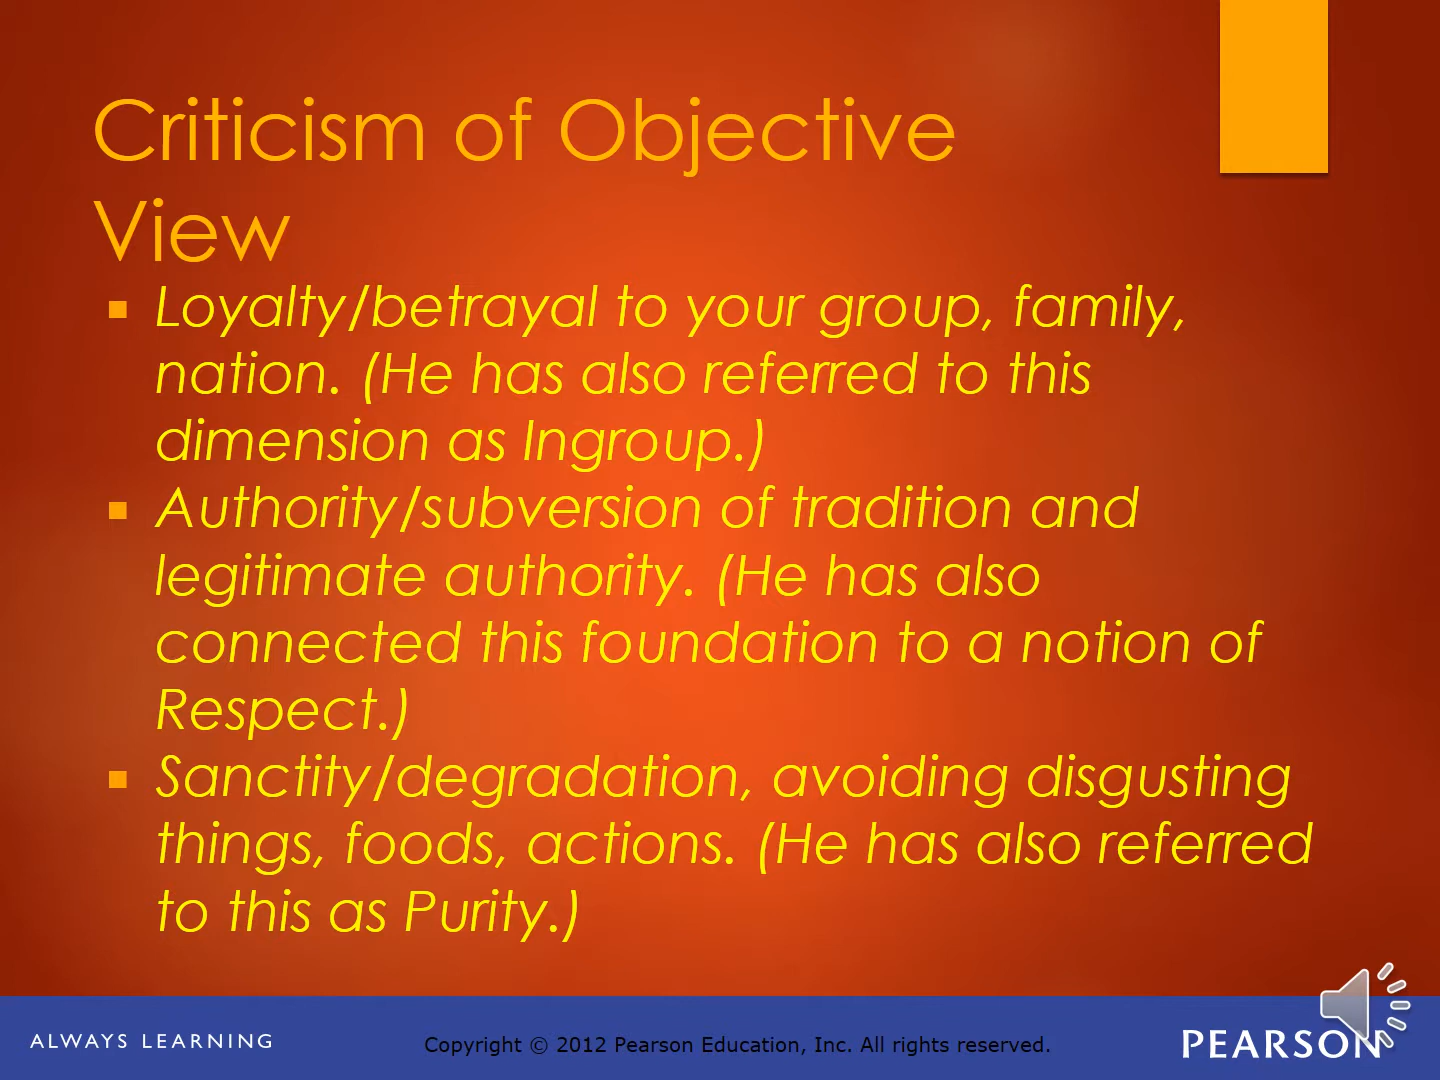 Criticism of Objective
View
Loyalty/betrayal to your group, family,
nation. (He has also referred to this
dimension as Ingroup.)
Authority/subversion of tradition and
legitimate authority. (He has also
connected this foundation to a notion of
Respect.)
Sanctity/degradation, avoiding disgusting
things, foods, actions. (He has also referred
to this as Purity.)
ALWAYS LEARNING
Copyright © 2012 Pearson Education, Inc. All rights reserved.
PEARSON